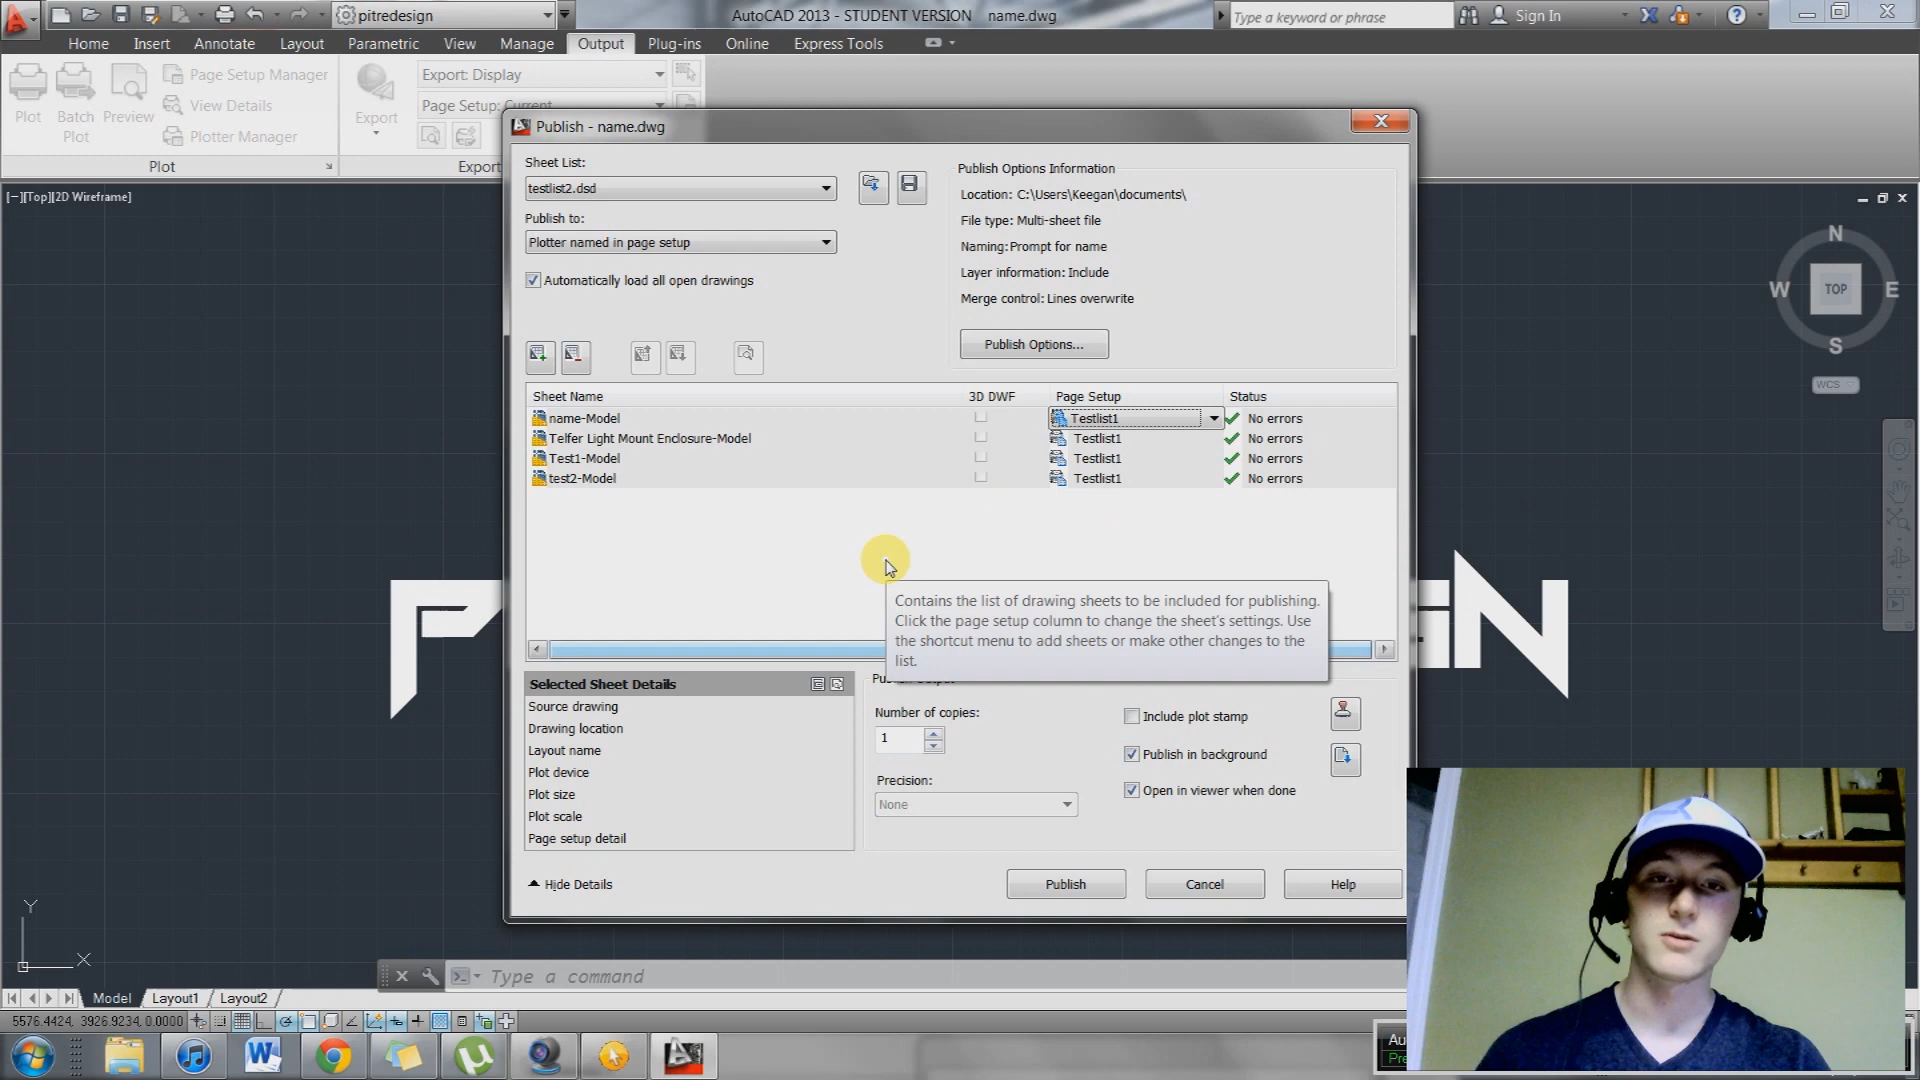 pitredesign
AutoCAD 2013 - STUDENT VERSION name.dwg
Type a keyword or phrase
Sign In
Home Insert Annotate Layout Parametric View Manage Output Plug-ins Online Express Tools
Page Setup Manager
View Details
Plotter Manager
Plot
Batch Plot
Preview
Export
Export: Display
Page Setup: Current
Plot
Export
[−][Top][2D Wireframe]
N
W TOP E
S
WCS
Publish - name.dwg
Sheet List:
testlist2.dsd
Publish to:
Plotter named in page setup
Automatically load all open drawings
Publish Options Information
Location: C:\Users\Keegan\documents\
File type: Multi-sheet file
Naming: Prompt for name
Layer information: Include
Merge control: Lines overwrite
Publish Options...
Sheet Name 3D DWF Page Setup Status
name-Model Testlist1 No errors
Telfer Light Mount Enclosure-Model Testlist1 No errors
Test1-Model Testlist1 No errors
test2-Model Testlist1 No errors
Contains the list of drawing sheets to be included for publishing.
Click the page setup column to change the sheet's settings. Use
the shortcut menu to add sheets or make other changes to the
list.
Selected Sheet Details
Source drawing
Drawing location
Layout name
Plot device
Plot size
Plot scale
Page setup detail
Number of copies:
1
Precision:
None
Include plot stamp
Publish in background
Open in viewer when done
Hide Details
Publish
Cancel
Help
Y
X
Type a command
Model Layout1 Layout2
5576.4424, 3926.9234, 0.0000